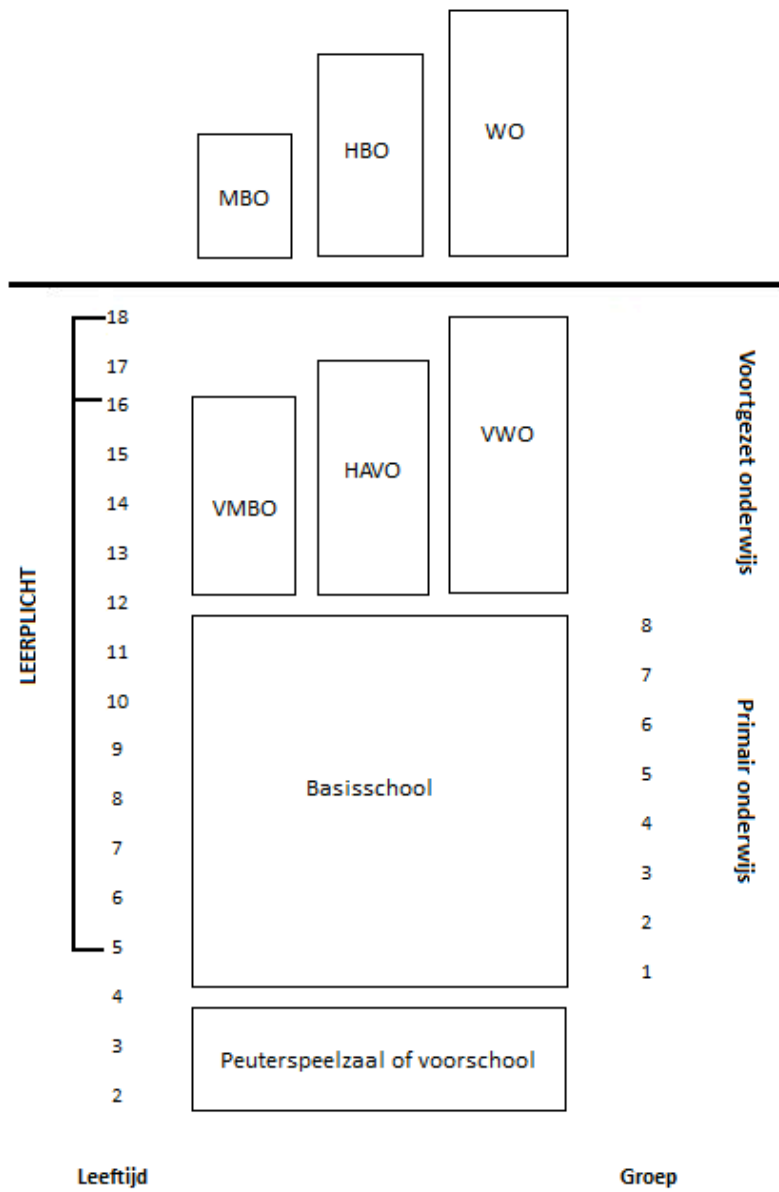 WO
HBO
MBO
18
17
16
15
14
13
12
11
10
9
8
7
6
5
4
3
2
LEERPLICHT
VWO
HAVO
VMBO
Basisschool
Peuterspeelzaal of voorschool
8
7
6
5
4
3
2
1
Voortgezet onderwijs
Primair onderwijs
Leeftijd
Groep